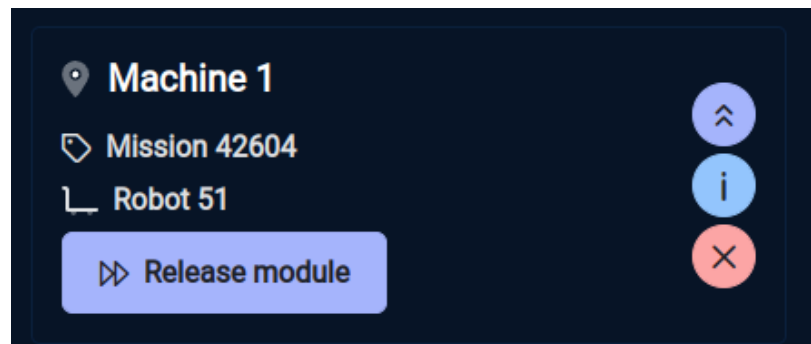 Machine 1
Mission 42604
Robot 51
Release module
i